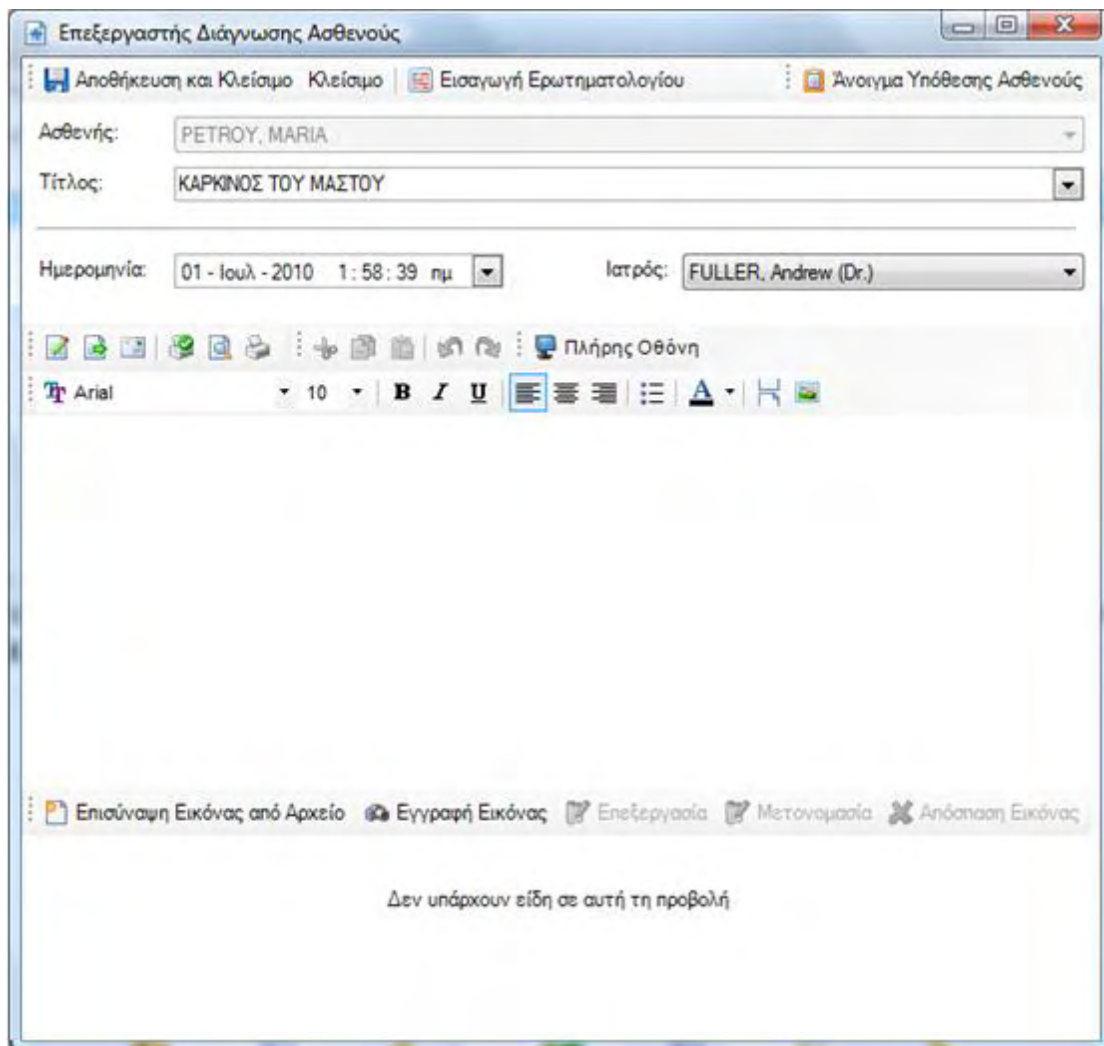 Επεξεργαστής Διάγνωσης Ασθενούς
Αποθήκευση και Κλείσιμο Κλείσιμο Εισαγωγή Ερωτηματολογίου Άνοιγμα Υπόθεσης Ασθενούς
Ασθενής: PETROY, MARIA
Τίτλος: ΚΑΡΚΙΝΟΣ ΤΟΥ ΜΑΣΤΟΥ
Ημερομηνία: 01 - Ιουλ - 2010 1 : 58 : 39 πμ Ιατρός: FULLER, Andrew (Dr.)
Πλήρης Οθόνη
Arial 10 B I U A
Επισύναψη Εικόνας από Αρχείο Εγγραφή Εικόνας Επεξεργασία Μετονομασία Απόσπαση Εικόνας
Δεν υπάρχουν είδη σε αυτή τη προβολή